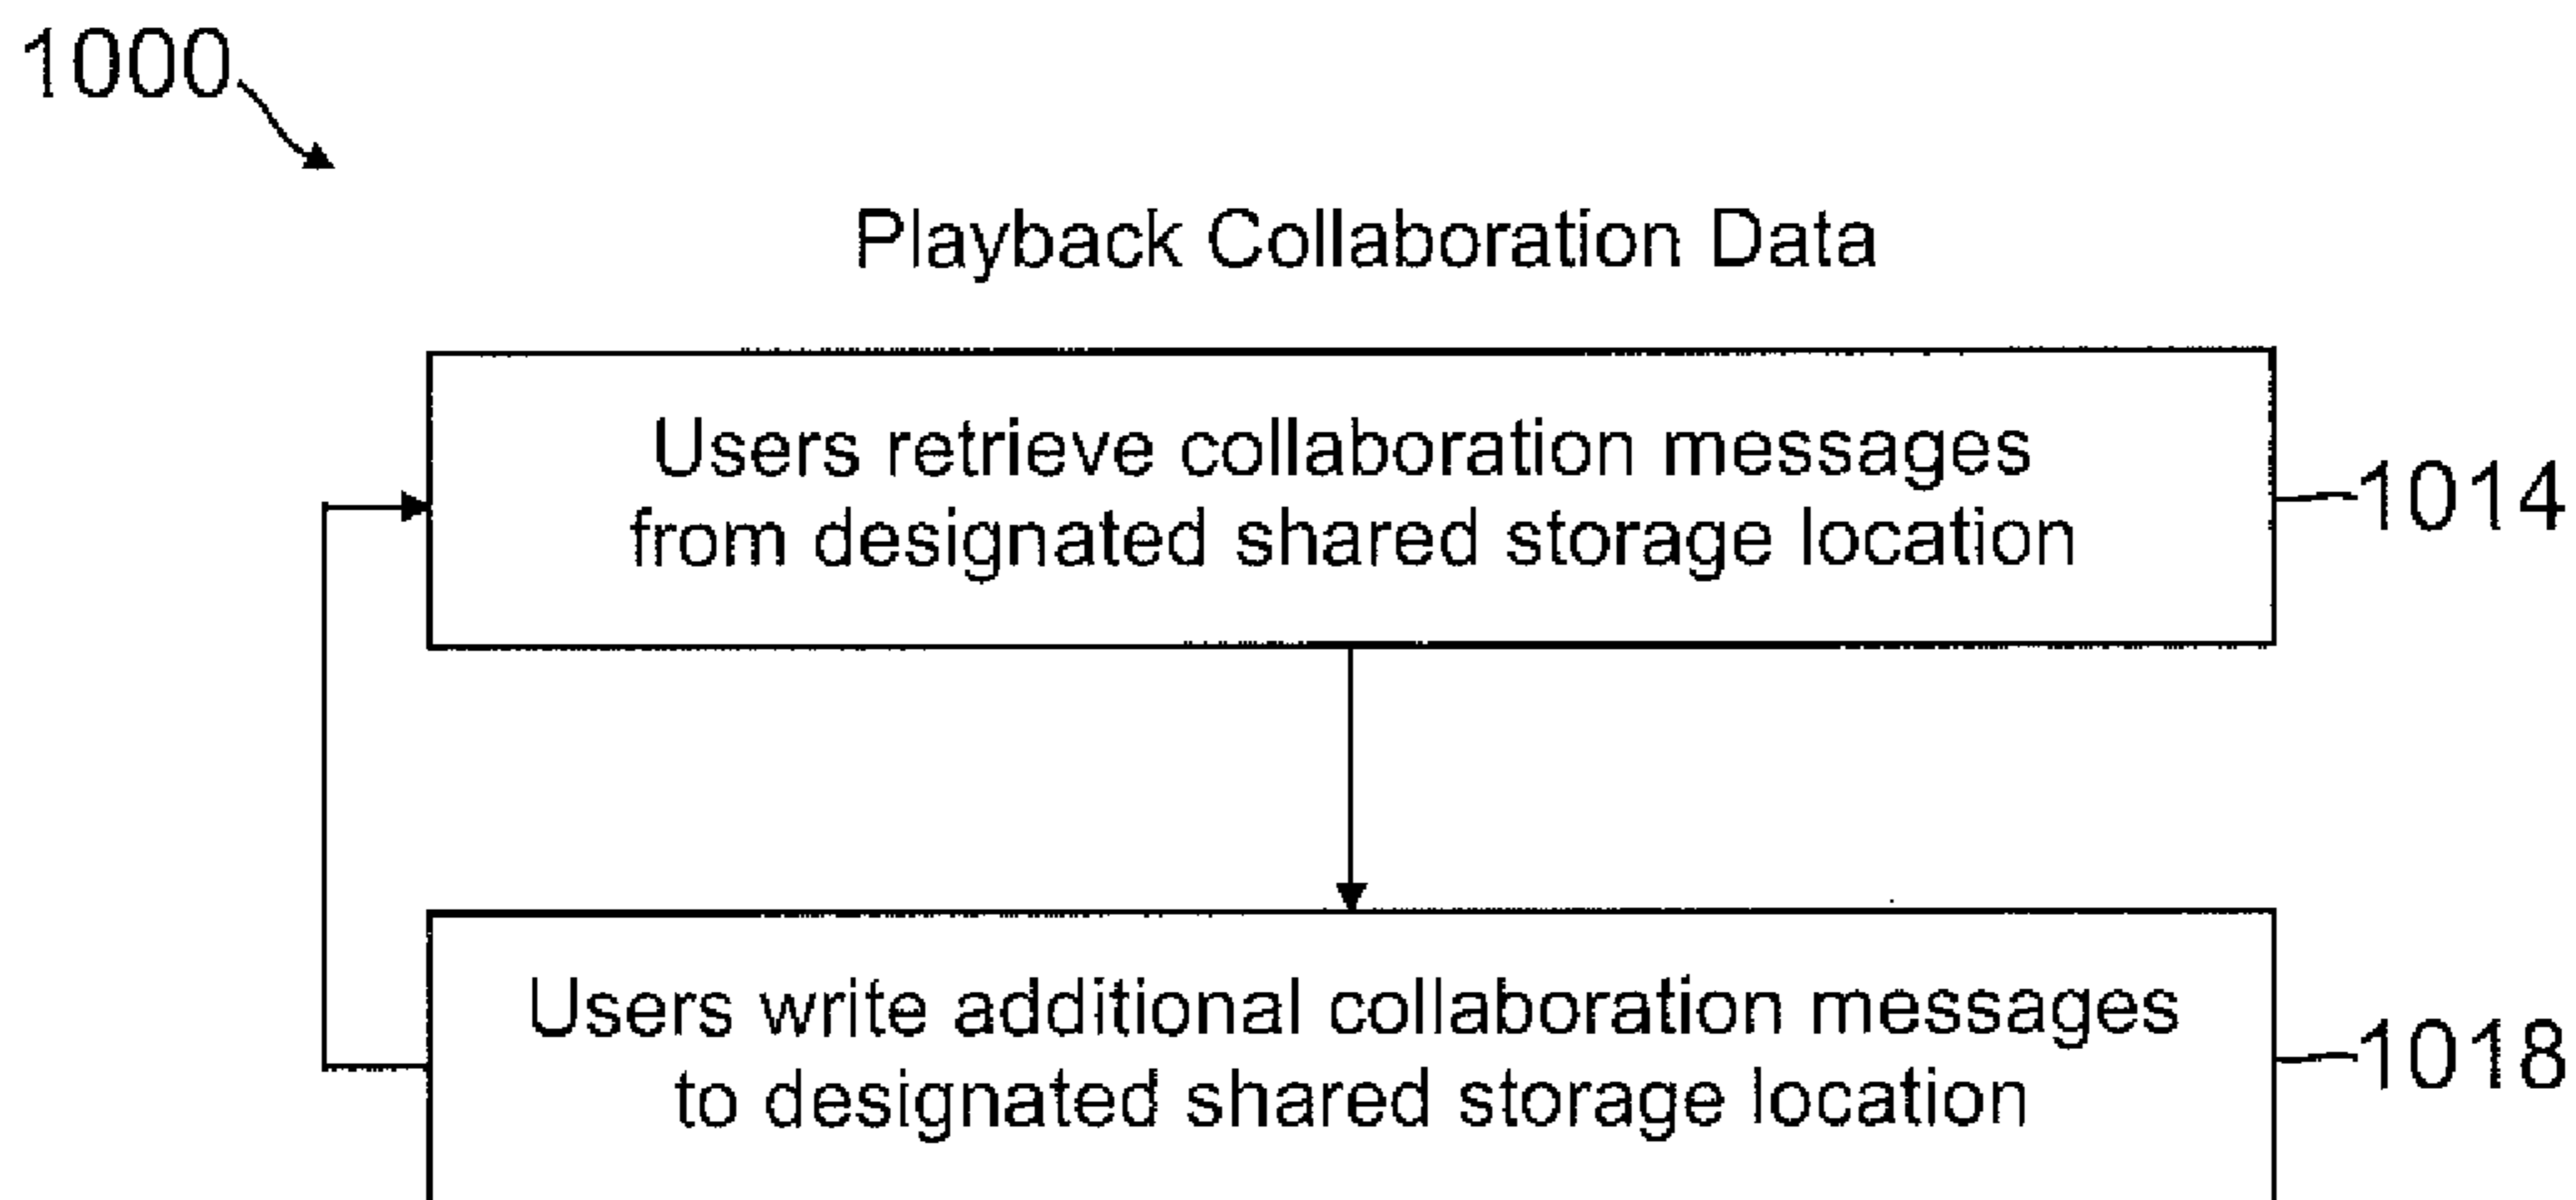 1000
Playback Collaboration Data
Users retrieve collaboration messages
from designated shared storage location
1014
Users write additional collaboration messages
to designated shared storage location
1018